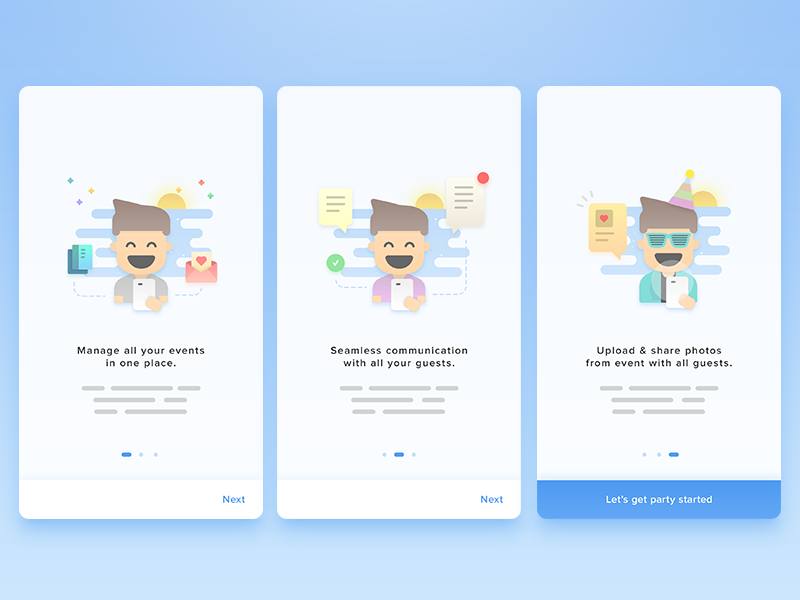 Manage all your events
in one place.
Next
Seamless communication
with all your guests.
Next
Upload & share photos
from event with all guests.
Let's get party started